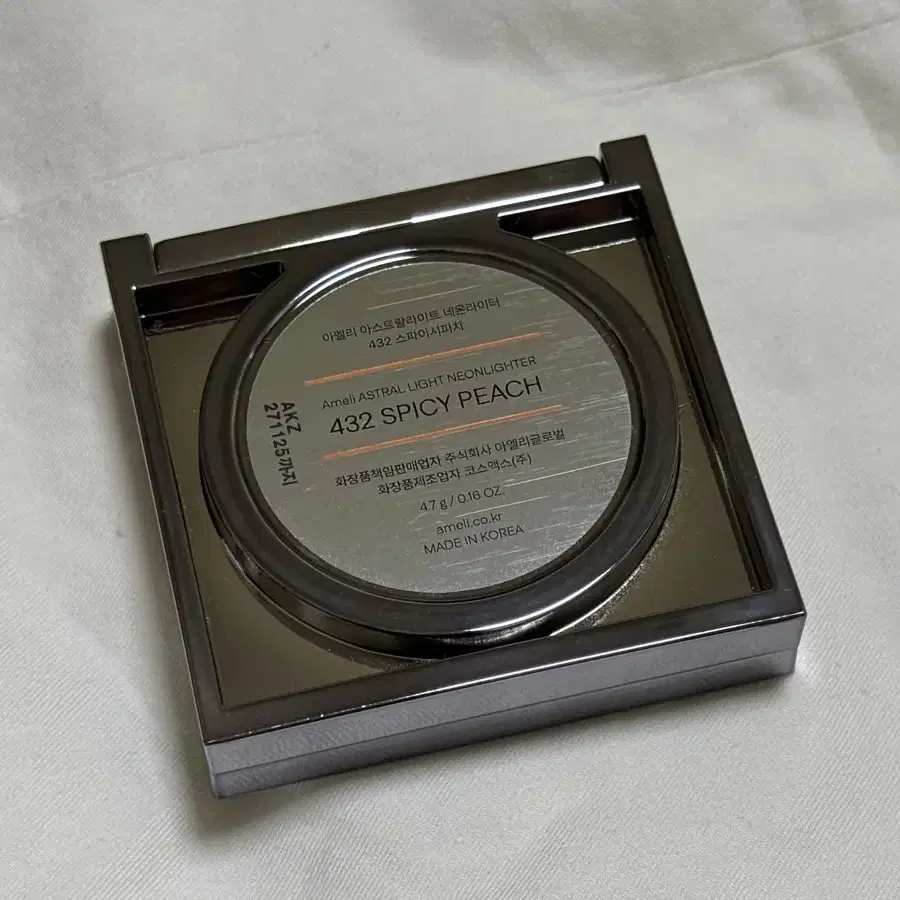 아멜리 아스트랄라이트 네온라이터
432 스파이시피치
Ameli ASTRAL LIGHT NEONLIGHTER
432 SPICY PEACH
화장품책임판매업자 주식회사 아엘리글로벌
화장품제조업자 코스맥스(주)
4.7 g / 0.16 OZ.
ameli.co.kr
MADE IN KOREA
AKZ
271125까지